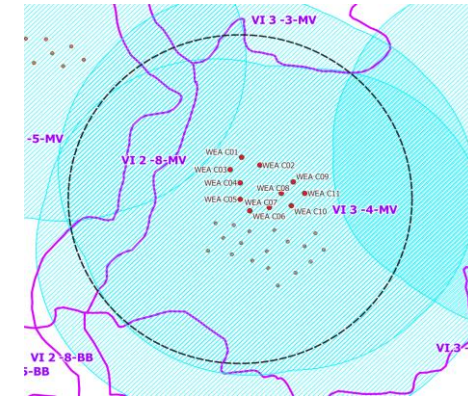 VI 3 -3-MV
-5-MV
VI 2 -8-MV
WEA C01
WEA C02
WEA C03
WEA C09
WEA C04
WEA C08
WEA C11
WEA C05
WEA C07
VI 3 -4-MV
WEA C10
WEA C06
VI 2 -8-BB
VI 3-
5-BB